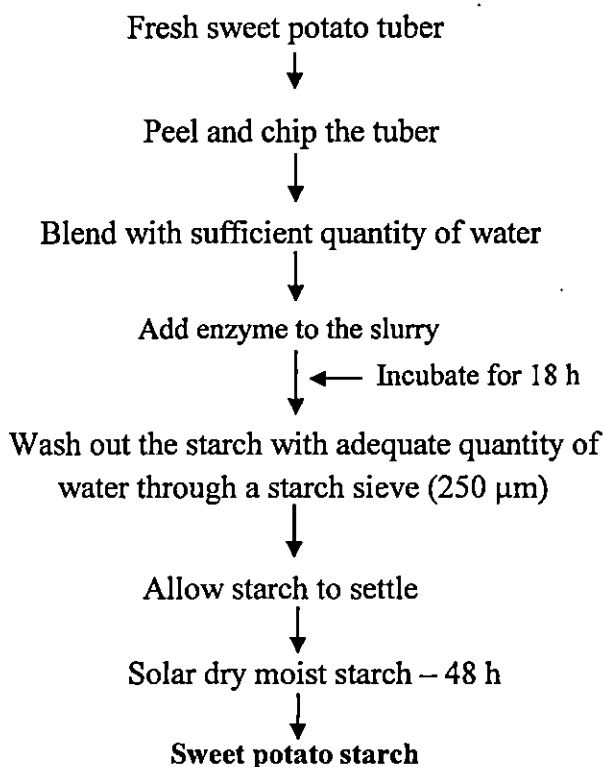 Fresh sweet potato tuber
Peel and chip the tuber
Blend with sufficient quantity of water
Add enzyme to the slurry
Incubate for 18 h
Wash out the starch with adequate quantity of
water through a starch sieve (250 μm)
Allow starch to settle
Solar dry moist starch – 48 h
Sweet potato starch